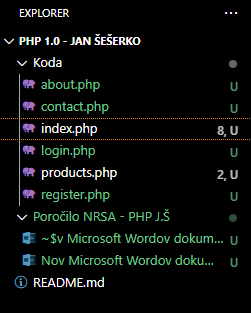 EXPLORER ...
PHP 1.0 - JAN ŠEŠERKO
Koda
about.php U
contact.php U
index.php 8, U
login.php U
products.php 2, U
register.php U
Poročilo NRSA - PHP J.Š
~$v Microsoft Wordov dokum... U
Nov Microsoft Wordov doku... U
README.md